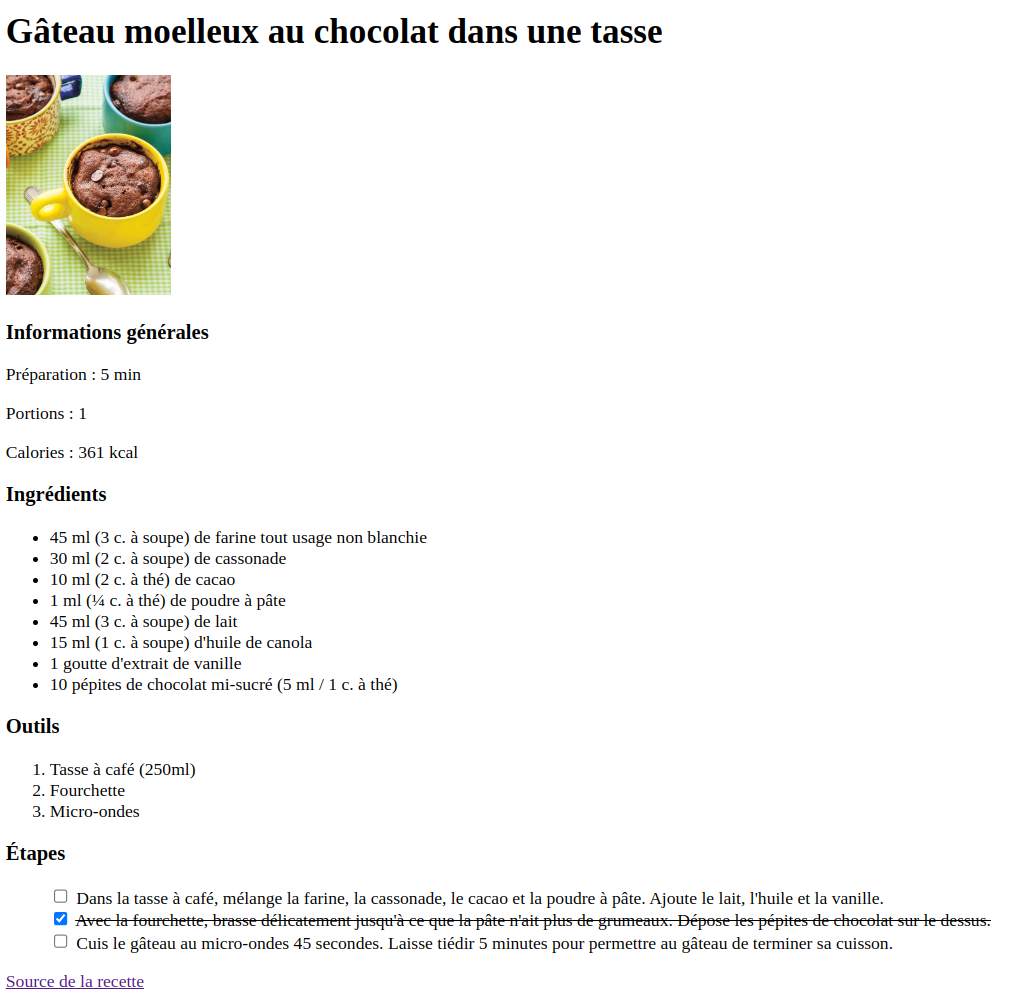 Gâteau moelleux au chocolat dans une tasse
Informations générales
Préparation : 5 min
Portions : 1
Calories : 361 kcal
Ingrédients
45 ml (3 c. à soupe) de farine tout usage non blanchie
30 ml (2 c. à soupe) de cassonade
10 ml (2 c. à thé) de cacao
1 ml (¼ c. à thé) de poudre à pâte
45 ml (3 c. à soupe) de lait
15 ml (1 c. à soupe) d'huile de canola
1 goutte d'extrait de vanille
10 pépites de chocolat mi-sucré (5 ml / 1 c. à thé)
Outils
1. Tasse à café (250ml)
2. Fourchette
3. Micro-ondes
Étapes
Dans la tasse à café, mélange la farine, la cassonade, le cacao et la poudre à pâte. Ajoute le lait, l'huile et la vanille.
Avec la fourchette, brasse délicatement jusqu'à ce que la pâte n'ait plus de grumeaux. Dépose les pépites de chocolat sur le dessus.
Cuis le gâteau au micro-ondes 45 secondes. Laisse tiédir 5 minutes pour permettre au gâteau de terminer sa cuisson.
Source de la recette